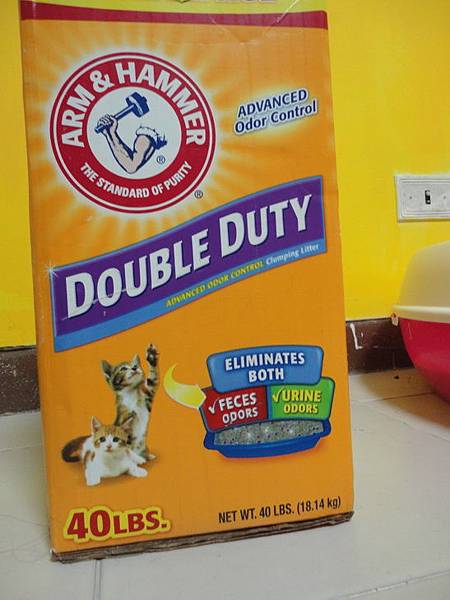 ARM & HAMMER
THE STANDARD OF PURITY
®
®
ADVANCED
Odor Control
DOUBLE DUTY
ADVANCED ODOR CONTROL Clumping Litter
ELIMINATES
BOTH
✓FECES
ODORS
✓URINE
ODORS
40LBS.
NET WT. 40 LBS. (18.14 kg)